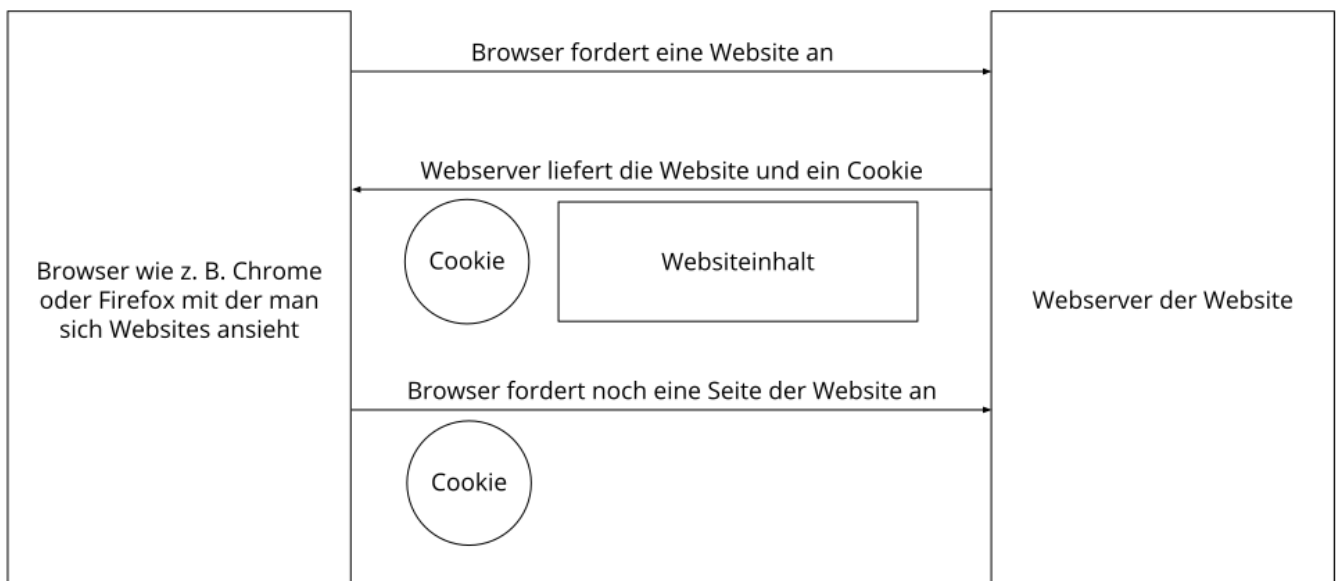 Browser fordert eine Website an
Webserver liefert die Website und ein Cookie
Cookie
Websiteinhalt
Browser wie z. B. Chrome
oder Firefox mit der man
sich Websites ansieht
Webserver der Website
Browser fordert noch eine Seite der Website an
Cookie